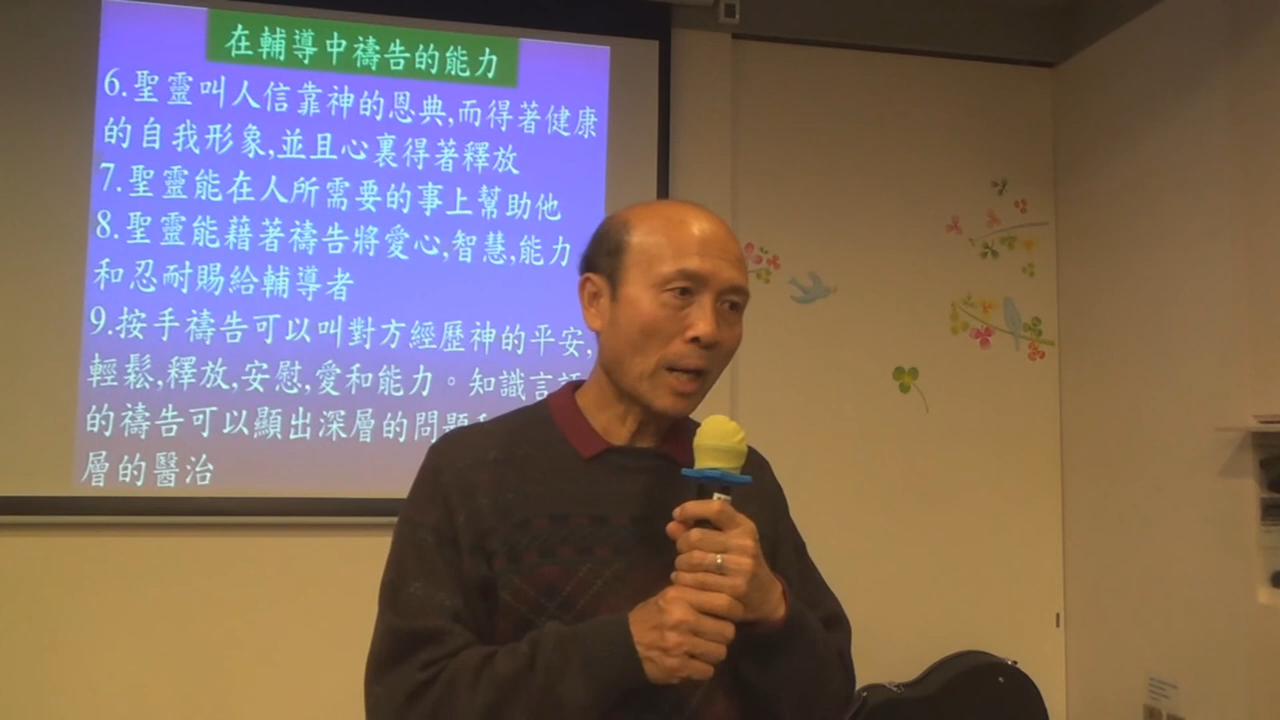 在輔導中禱告的能力
6.聖靈叫人信靠神的恩典,而得著健康
的自我形象,並且心裏得著釋放
7.聖靈能在人所需要的事上幫助他
8.聖靈能藉著禱告將愛心,智慧,能力
和忍耐賜給輔導者
9.按手禱告可以叫對方經歷神的平安,
輕鬆,釋放,安慰,愛和能力。知識言
的禱告可以顯出深層的問題
層的醫治